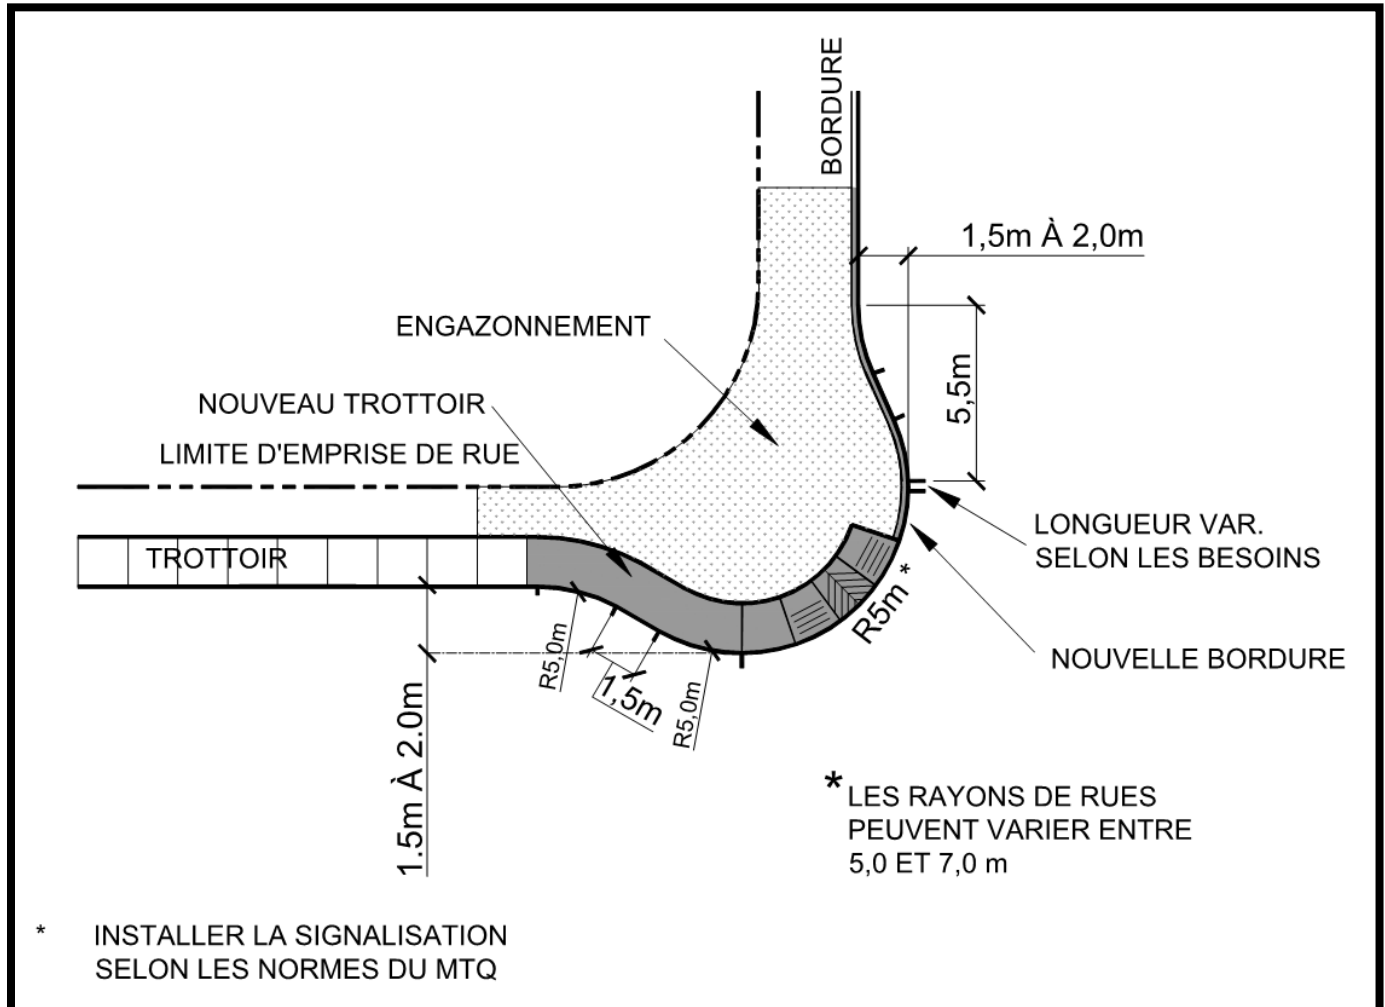 BORDURE
1,5m À 2,0m
ENGAZONNEMENT
5,5m
NOUVEAU TROTTOIR
LIMITE D'EMPRISE DE RUE
LONGUEUR VAR.
SELON LES BESOINS
TROTTOIR
R5m *
NOUVELLE BORDURE
R5,0m
1,5m
R5,0m
1.5m À 2.0m
* LES RAYONS DE RUES
PEUVENT VARIER ENTRE
5,0 ET 7,0 m
* INSTALLER LA SIGNALISATION
SELON LES NORMES DU MTQ